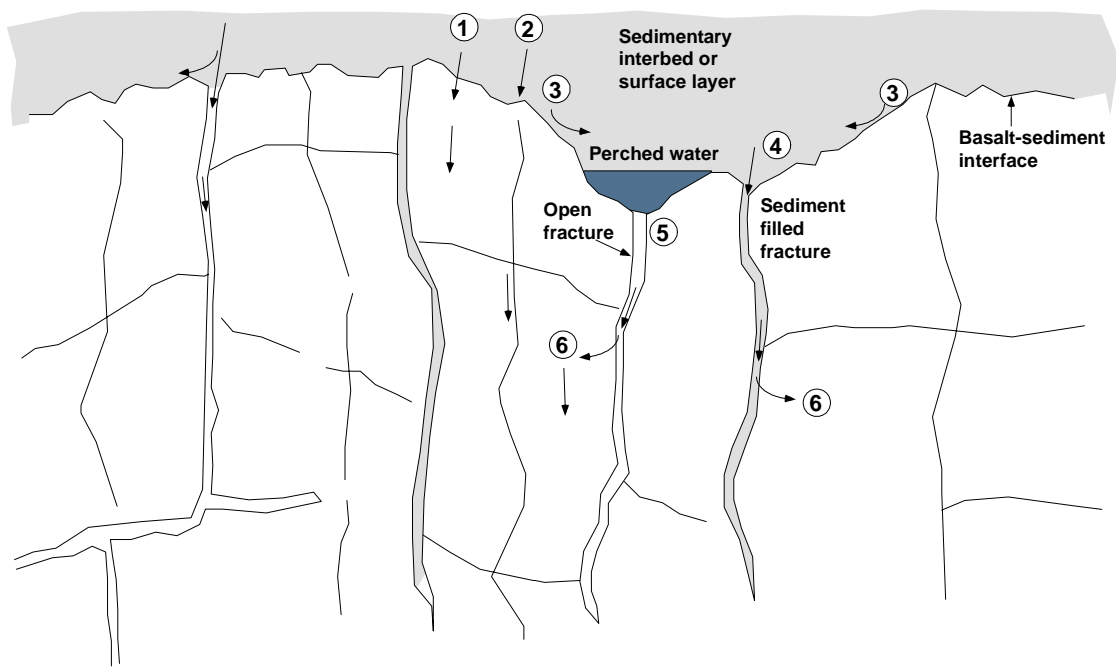 1
2
Sedimentary
interbed or
surface layer
3
3
4
Basalt-sediment
interface
Perched water
Open
fracture
5
Sediment
filled
fracture
6
6